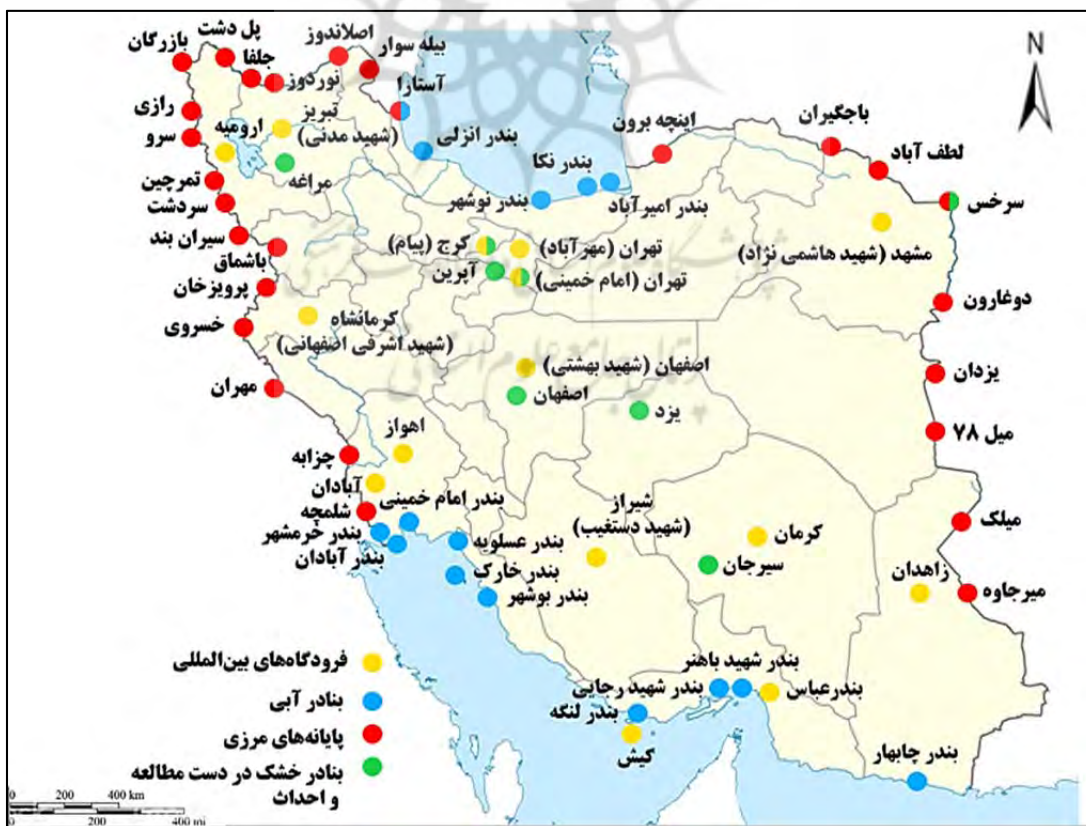 پل دشت
بازرگان
جلفا
نوردوز
اصلاندوز
بیله سوار
آستارا
رازی
سرو
ارومیه
تبریز
(شهید مدنی)
مراغه
تمرچین
سردشت
سیران بند
باشماق
پرویزخان
خسروی
مهران
بندر انزلی
بندر نوشهر
بندر نکا
بندر امیرآباد
اینچه برون
باجگیران
لطف آباد
سرخس
N
مشهد (شهید هاشمی نژاد)
دوغارون
یزدان
میل ۷۸
میلک
میرجاوه
زاهدان
کرج (پیام)
تهران (مهرآباد)
آپرین
تهران (امام خمینی)
کرمانشاه
(شهید اشرفی اصفهانی)
اصفهان (شهید بهشتی)
اصفهان
یزد
اهواز
چزابه
آبادان
شلمچه
بندر امام خمینی
بندر خرمشهر
بندر آبادان
بندر عسلویه
بندر خارک
بندر بوشهر
شیراز
(شهید دستغیب)
کرمان
سیرجان
بندر شهید باهنر
بندر شهید رجایی
بندرعباس
بندر لنگه
کیش
بندر چابهار
فرودگاه‌های بین‌المللی
بنادر آبی
پایانه‌های مرزی
بنادر خشک در دست مطالعه
و احداث
0 200 400 km
0 200 400 mi